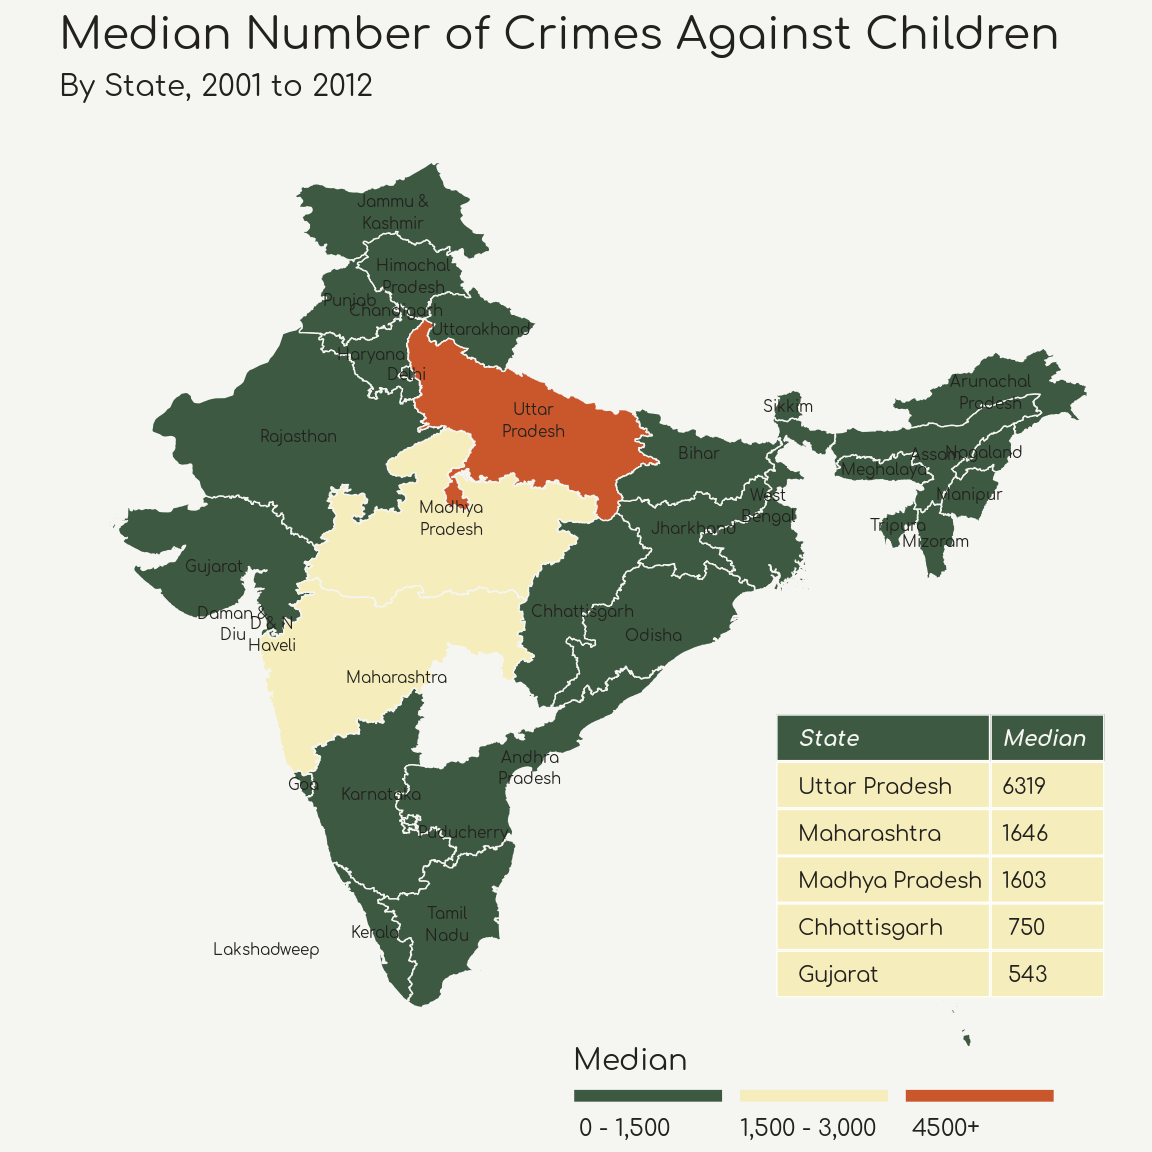 Median Number of Crimes Against Children
By State, 2001 to 2012
Jammu &
Kashmir
Himachal
Pradesh
Punjab
Chandigarh
Uttarakhand
Haryana
Delhi
Rajasthan
Uttar
Pradesh
Bihar
Sikkim
Arunachal
Pradesh
Assam
Nagaland
Meghalaya
Manipur
Tripura
Mizoram
West
Bengal
Jharkhand
Madhya
Pradesh
Gujarat
Daman &
Diu
D & N
Haveli
Chhattisgarh
Odisha
Maharashtra
Andhra
Pradesh
Goa
Karnataka
Puducherry
Tamil
Nadu
Kerala
Lakshadweep
State Median
Uttar Pradesh 6319
Maharashtra 1646
Madhya Pradesh 1603
Chhattisgarh 750
Gujarat 543
Median
0 - 1,500 1,500 - 3,000 4500+